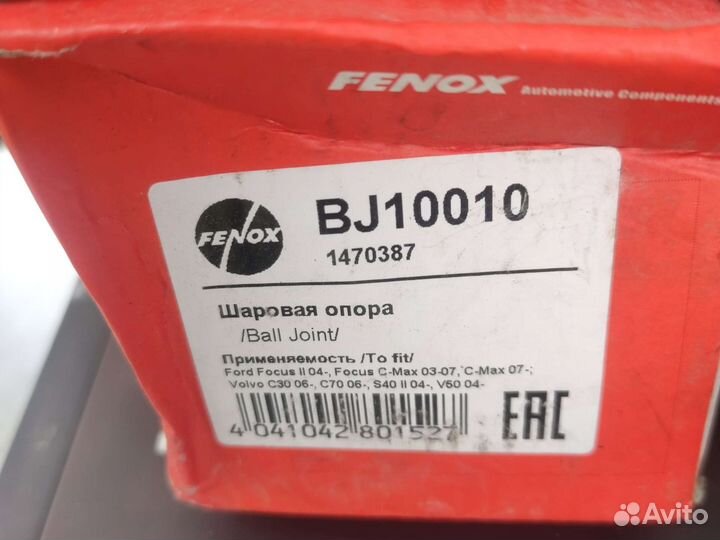 FENOX Automotive Components
FENOX
BJ10010
1470387
Шаровая опора
/Ball Joint/
Применяемость /To fit/
Ford Focus II 04-, Focus C-Max 03-07, C-Max 07-;
Volvo C30 06-, C70 06-, S40 II 04-, V50 04-
4 041042 801527
EAC
Avito